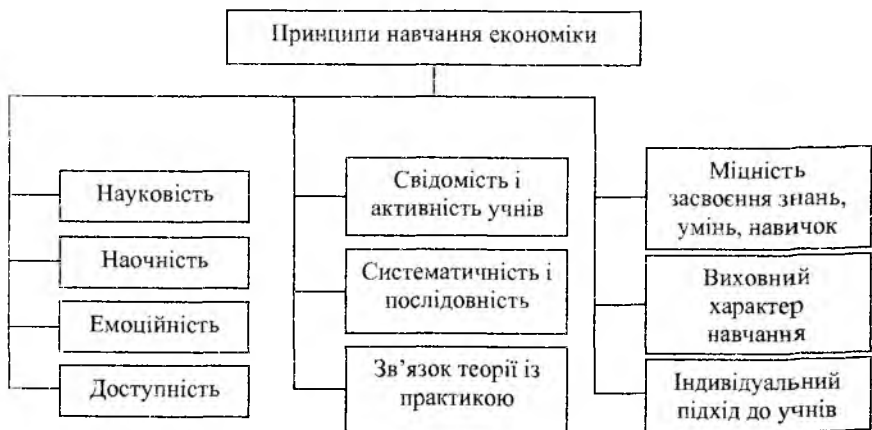 Принципи навчання економіки
Науковість
Наочність
Емоційність
Доступність
Свідомість і
активність учнів
Систематичність і
послідовність
Зв’язок теорії із
практикою
Міцність
засвоєння знань,
умінь, навичок
Виховний
характер
навчання
Індивідуальний
підхід до учнів